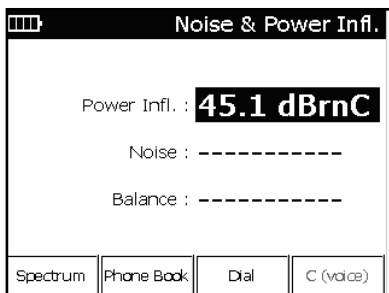 Noise & Power Infl.
Power Infl. : 45.1 dBrnC
Noise : -----------
Balance : -----------
Spectrum Phone Book Dial C (voice)